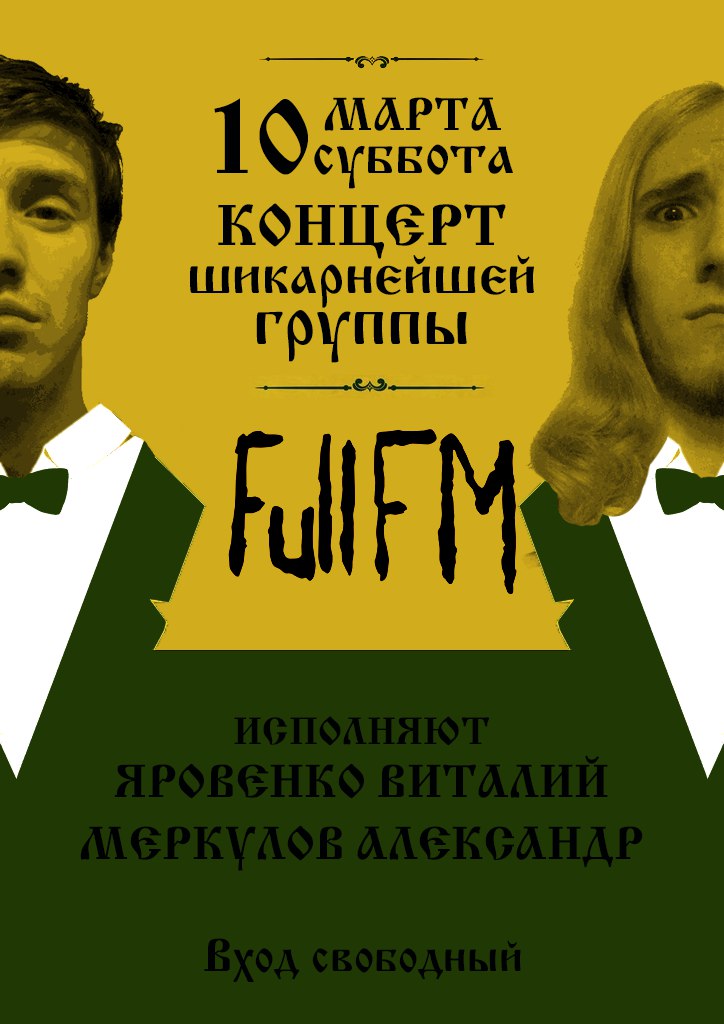 10 МАРТА
СУББОТА
КОНЦЕРТ
ШИКАРНЕЙШЕЙ
ГРУППЫ
FullFM
ИСПОЛНЯЮТ
ЯРОВЕНКО ВИТАЛИЙ
МЕРКУЛОВ АЛЕКСАНДР
Вход свободный